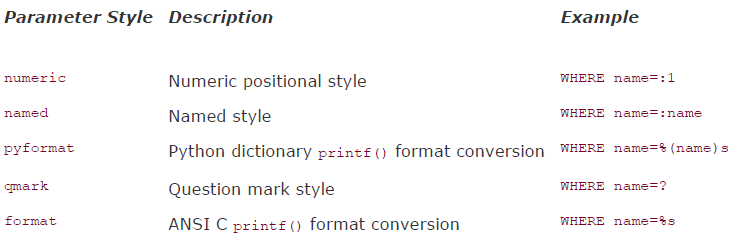 Parameter Style Description Example
numeric Numeric positional style WHERE name=:1
named Named style WHERE name=:name
pyformat Python dictionary printf() format conversion WHERE name=%(name)s
qmark Question mark style WHERE name=?
format ANSI C printf() format conversion WHERE name=%s